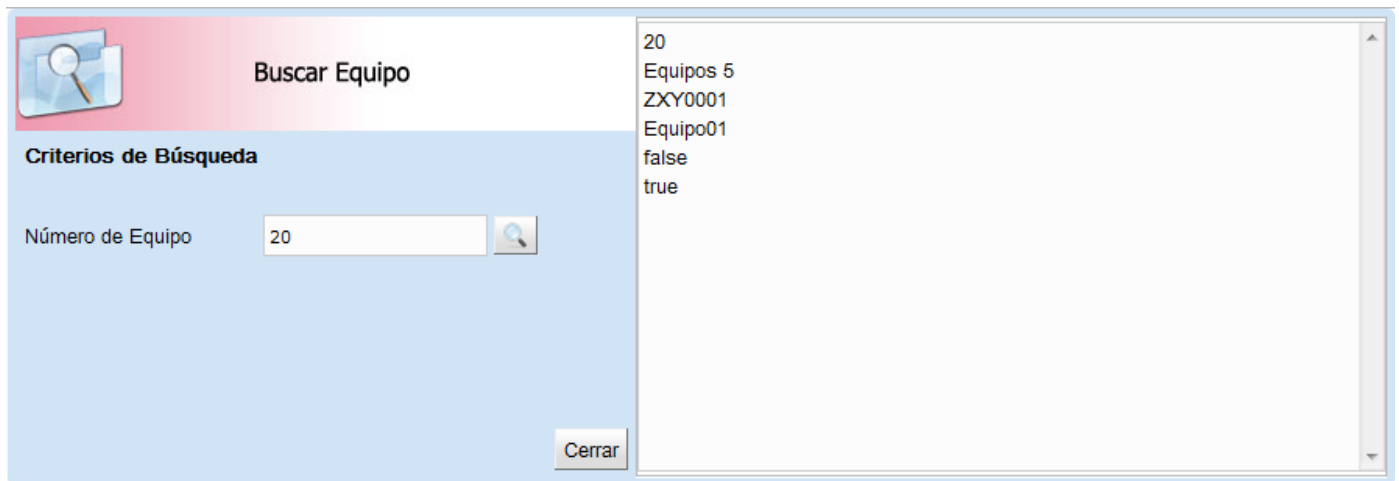 Buscar Equipo
Criterios de Búsqueda
Número de Equipo
20
Cerrar
20
Equipos 5
ZXY0001
Equipo01
false
true